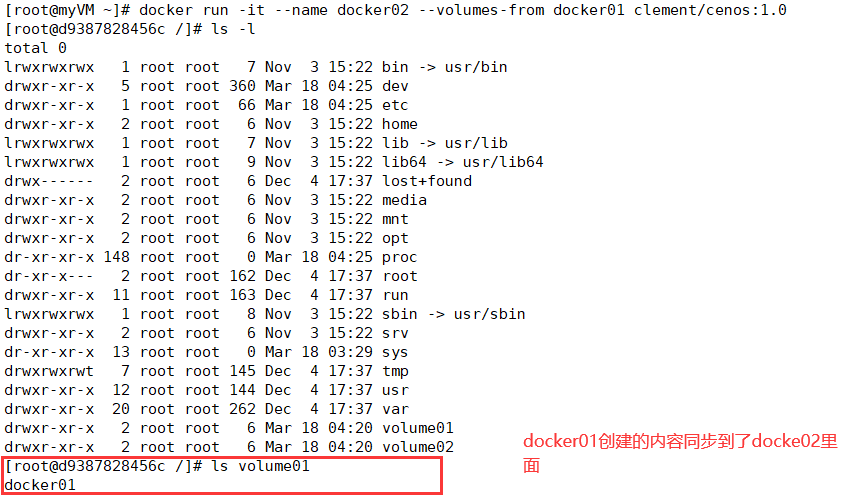 [root@myVM ~]# docker run -it --name docker02 --volumes-from docker01 clement/cenos:1.0
[root@d9387828456c /]# ls -l
total 0
lrwxrwxrwx   1 root root   7 Nov  3 15:22 bin -> usr/bin
drwxr-xr-x   5 root root 360 Mar 18 04:25 dev
drwxr-xr-x   1 root root  66 Mar 18 04:25 etc
drwxr-xr-x   2 root root   6 Nov  3 15:22 home
lrwxrwxrwx   1 root root   7 Nov  3 15:22 lib -> usr/lib
lrwxrwxrwx   1 root root   9 Nov  3 15:22 lib64 -> usr/lib64
drwx------   2 root root   6 Dec  4 17:37 lost+found
drwxr-xr-x   2 root root   6 Nov  3 15:22 media
drwxr-xr-x   2 root root   6 Nov  3 15:22 mnt
drwxr-xr-x   2 root root   6 Nov  3 15:22 opt
dr-xr-xr-x 148 root root   0 Mar 18 04:25 proc
dr-xr-x---   2 root root 162 Dec  4 17:37 root
drwxr-xr-x  11 root root 163 Dec  4 17:37 run
lrwxrwxrwx   1 root root   8 Nov  3 15:22 sbin -> usr/sbin
drwxr-xr-x   2 root root   6 Nov  3 15:22 srv
dr-xr-xr-x  13 root root   0 Mar 18 03:29 sys
drwxrwxrwt   7 root root 145 Dec  4 17:37 tmp
drwxr-xr-x  12 root root 144 Dec  4 17:37 usr
drwxr-xr-x  20 root root 262 Dec  4 17:37 var
drwxr-xr-x   2 root root   6 Mar 18 04:20 volume01
drwxr-xr-x   2 root root   6 Mar 18 04:20 volume02
[root@d9387828456c /]# ls volume01
docker01
docker01创建的内容同步到了docke02里
面